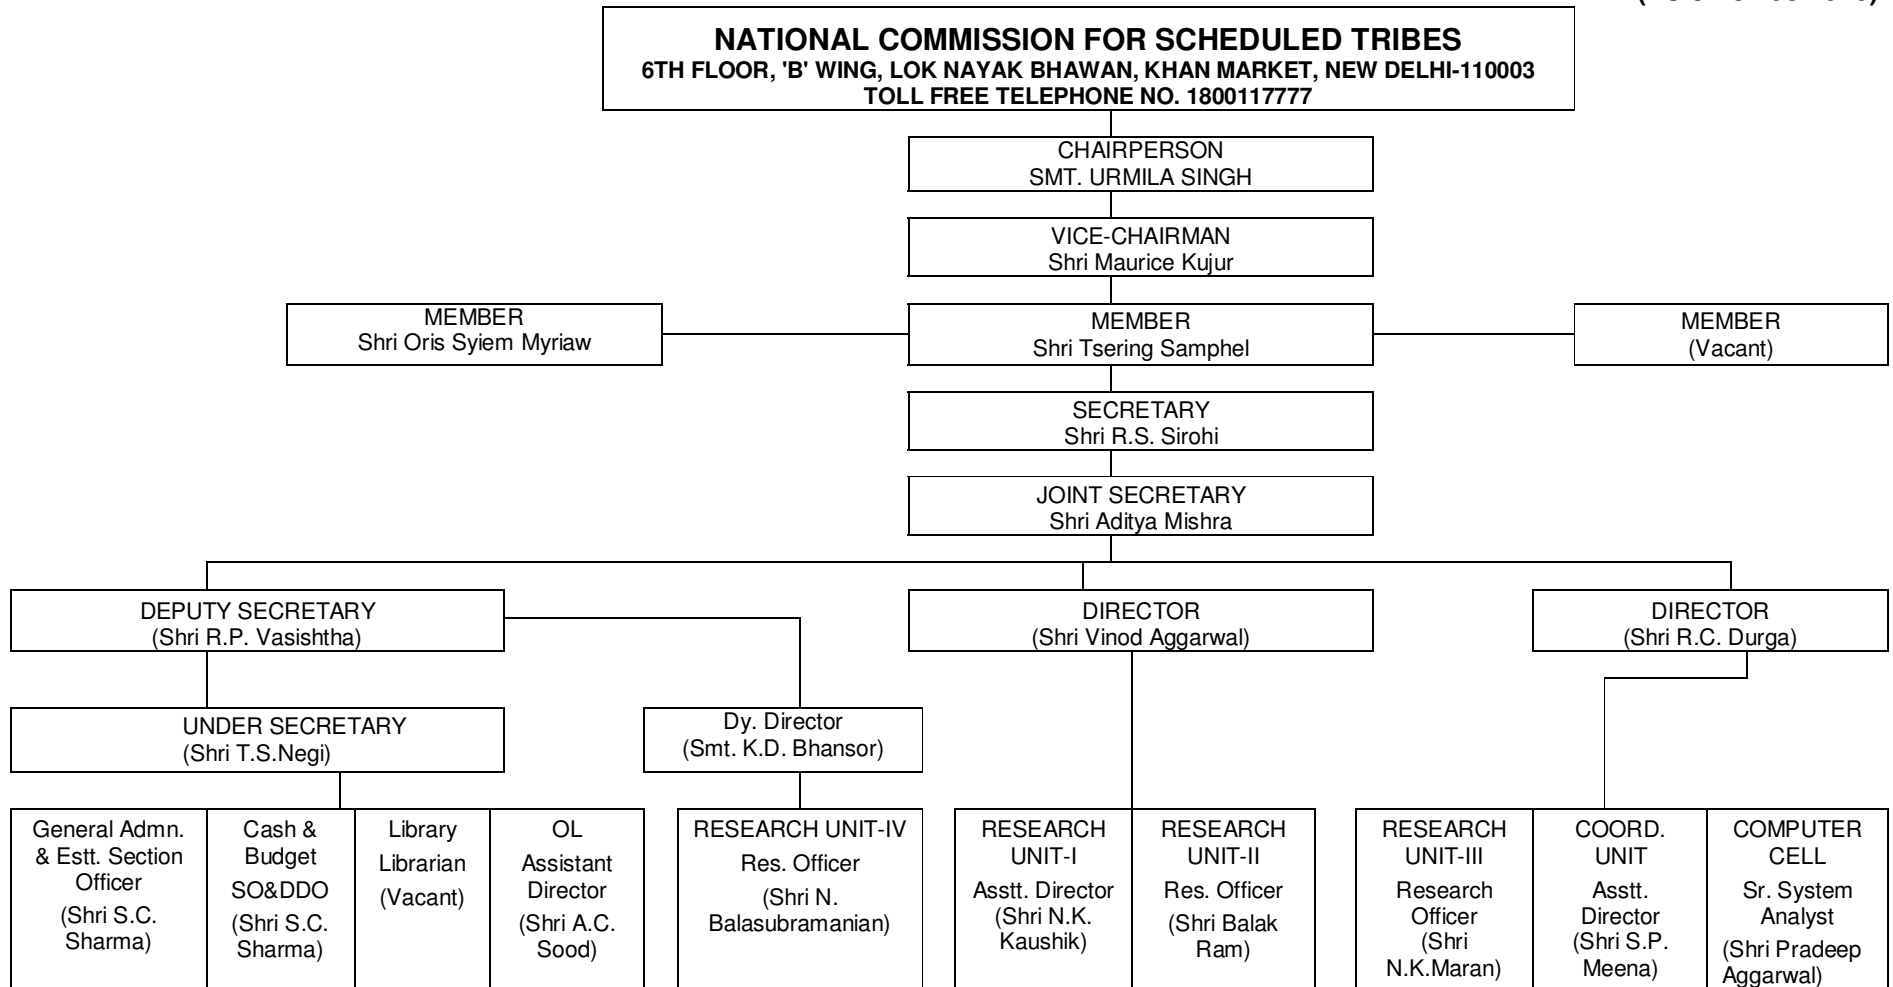 NATIONAL COMMISSION FOR SCHEDULED TRIBES
6TH FLOOR, 'B' WING, LOK NAYAK BHAWAN, KHAN MARKET, NEW DELHI-110003
TOLL FREE TELEPHONE NO. 1800117777
CHAIRPERSON
SMT. URMILA SINGH
VICE-CHAIRMAN
Shri Maurice Kujur
MEMBER
Shri Oris Syiem Myriaw
MEMBER
Shri Tsering Samphel
MEMBER
(Vacant)
SECRETARY
Shri R.S. Sirohi
JOINT SECRETARY
Shri Aditya Mishra
DEPUTY SECRETARY
(Shri R.P. Vasishtha)
DIRECTOR
(Shri Vinod Aggarwal)
DIRECTOR
(Shri R.C. Durga)
UNDER SECRETARY
(Shri T.S.Negi)
Dy. Director
(Smt. K.D. Bhansor)
General Admn.
& Estt. Section
Officer
(Shri S.C.
Sharma)
Cash &
Budget
SO&DDO
(Shri S.C.
Sharma)
Library
Librarian
(Vacant)
OL
Assistant
Director
(Shri A.C.
Sood)
RESEARCH UNIT-IV
Res. Officer
(Shri N.
Balasubramanian)
RESEARCH
UNIT-I
Asstt. Director
(Shri N.K.
Kaushik)
RESEARCH
UNIT-II
Res. Officer
(Shri Balak
Ram)
RESEARCH
UNIT-III
Research
Officer
(Shri
N.K.Maran)
COORD.
UNIT
Asstt.
Director
(Shri S.P.
Meena)
COMPUTER
CELL
Sr. System
Analyst
(Shri Pradeep
Aggarwal)